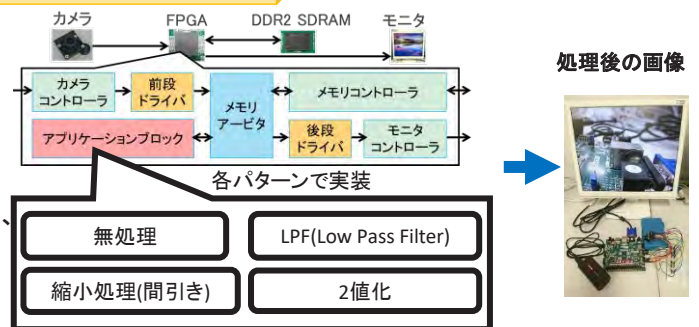 カメラ FPGA DDR2 SDRAM モニタ
処理後の画像
カメラ
コントローラ
前段
ドライバ
メモリ
アービタ
メモリコントローラ
アプリケーションブロック
後段
ドライバ
モニタ
コントローラ
各パターンで実装
、
無処理
LPF(Low Pass Filter)
縮小処理(間引き)
2値化